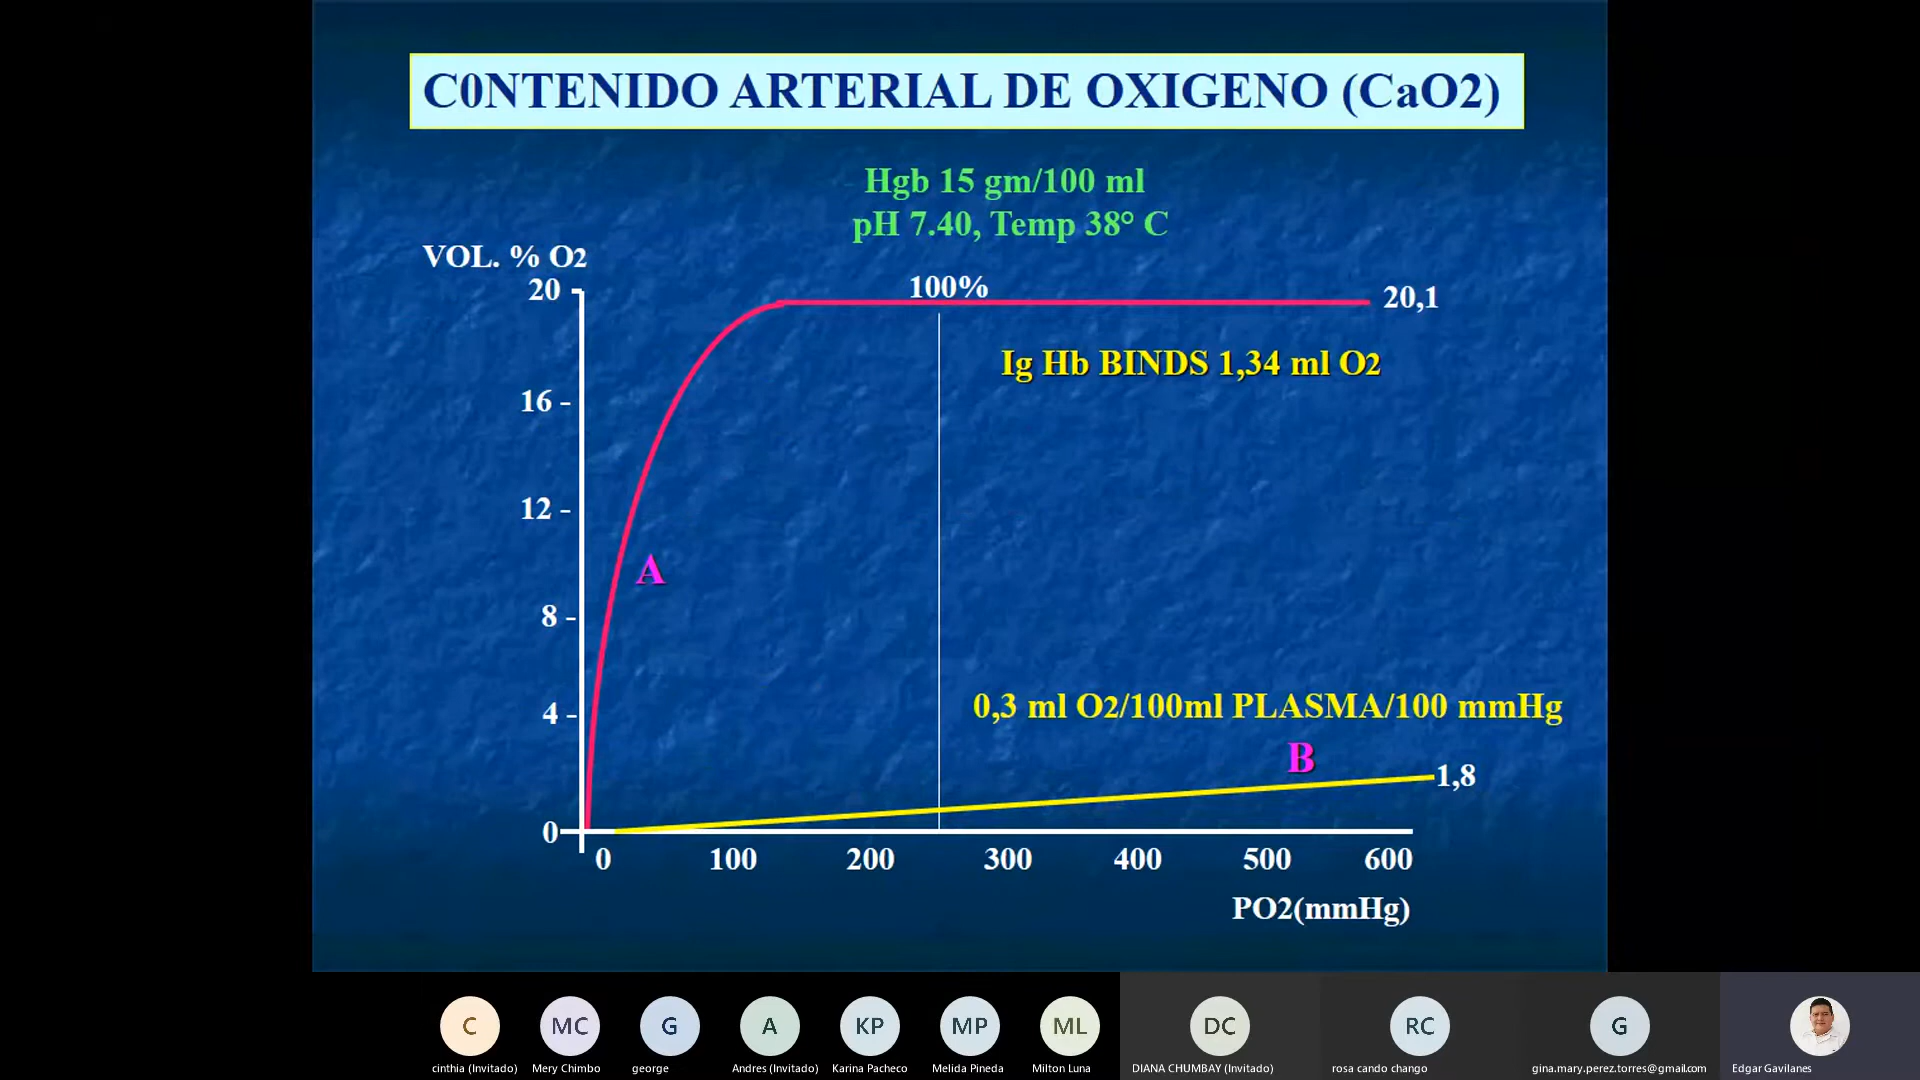 C0NTENIDO ARTERIAL DE OXIGENO (CaO2)
Hgb 15 gm/100 ml
pH 7.40, Temp 38° C
VOL. % O2
20
100%
20,1
Ig Hb BINDS 1,34 ml O2
16 -
12 -
A
8 -
4 -
0,3 ml O2/100ml PLASMA/100 mmHg
B
1,8
0
0 100 200 300 400 500 600
PO2(mmHg)
C MC G A KP MP ML DC RC G
cinthia (Invitado) Mery Chimbo george Andres (Invitado) Karina Pacheco Melida Pineda Milton Luna DIANA CHUMBAY (Invitado) rosa cando chango gina.mary.perez.torres@gmail.com Edgar Gavilanes